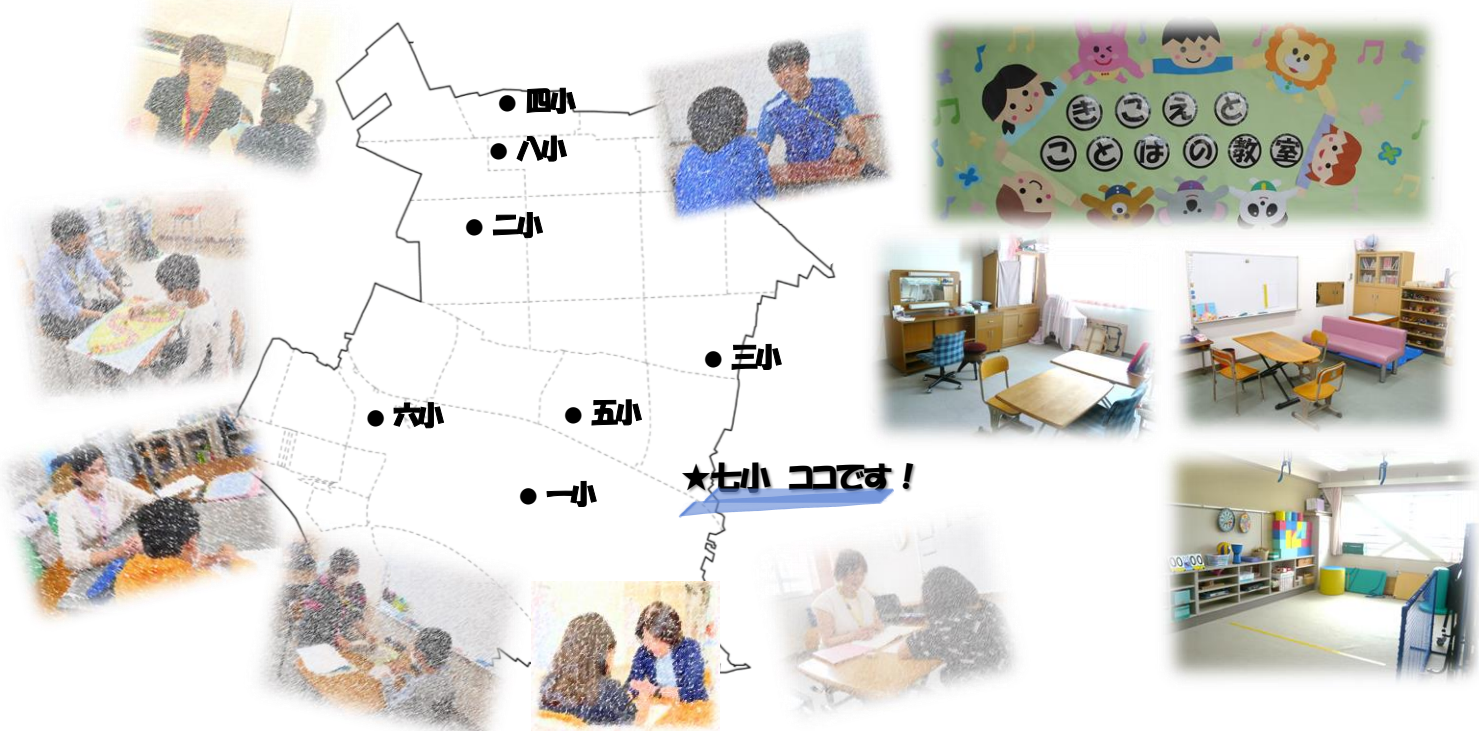 四小
八小
二小
三小
六小
五小
★七小 ココです！
一小
きこえと
ことばの教室